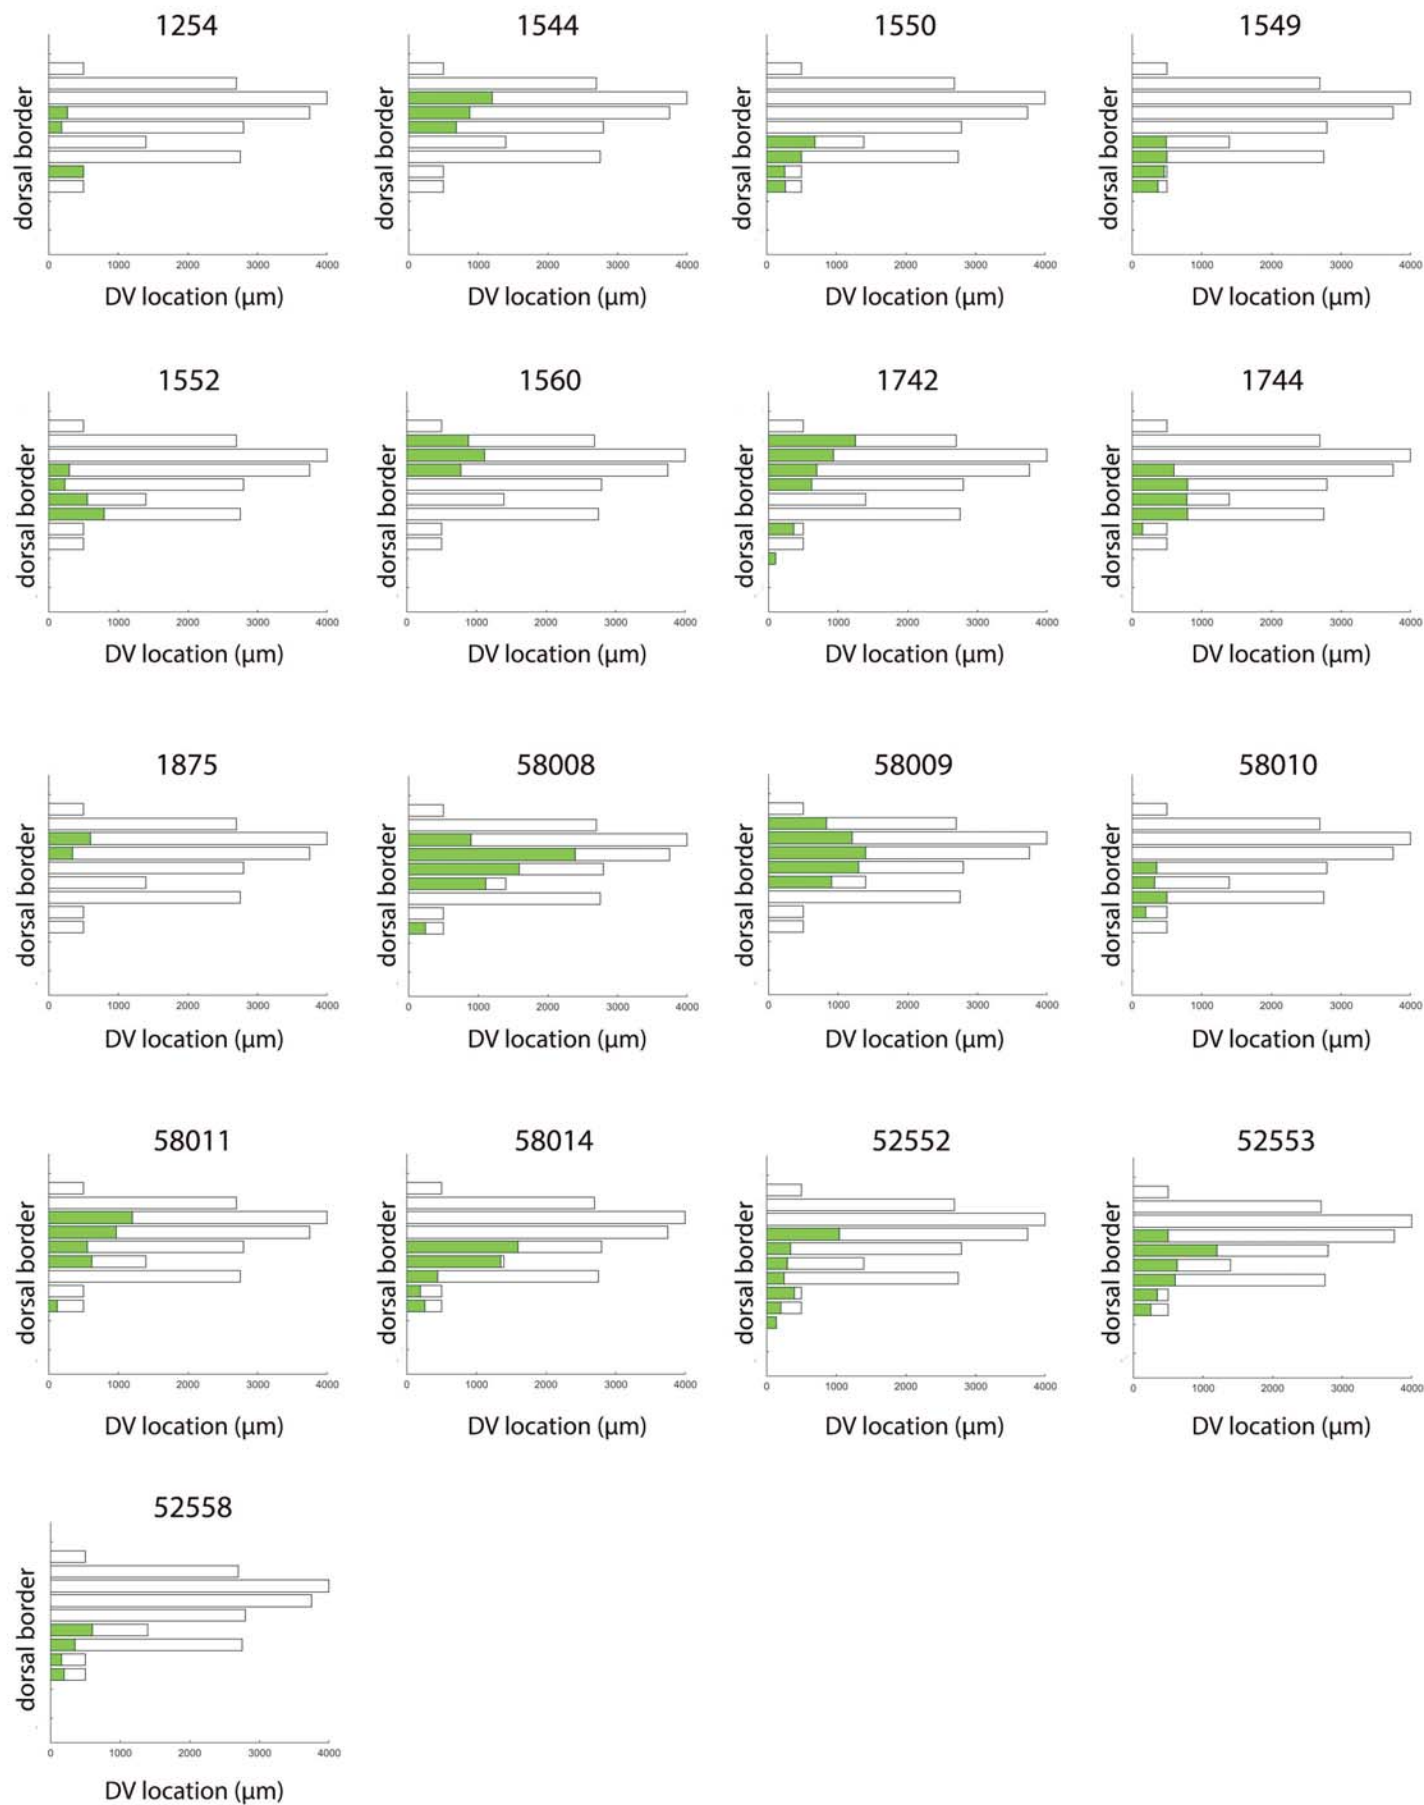 1254 1544 1550 1549
dorsal border dorsal border dorsal border dorsal border
0 1000 2000 3000 4000 0 1000 2000 3000 4000 0 1000 2000 3000 4000 0 1000 2000 3000 4000
DV location (µm) DV location (µm) DV location (µm) DV location (µm)
1552 1560 1742 1744
dorsal border dorsal border dorsal border dorsal border
0 1000 2000 3000 4000 0 1000 2000 3000 4000 0 1000 2000 3000 4000 0 1000 2000 3000 4000
DV location (µm) DV location (µm) DV location (µm) DV location (µm)
1875 58008 58009 58010
dorsal border dorsal border dorsal border dorsal border
0 1000 2000 3000 4000 0 1000 2000 3000 4000 0 1000 2000 3000 4000 0 1000 2000 3000 4000
DV location (µm) DV location (µm) DV location (µm) DV location (µm)
58011 58014 52552 52553
dorsal border dorsal border dorsal border dorsal border
0 1000 2000 3000 4000 0 1000 2000 3000 4000 0 1000 2000 3000 4000 0 1000 2000 3000 4000
DV location (µm) DV location (µm) DV location (µm) DV location (µm)
52558
dorsal border
0 1000 2000 3000 4000
DV location (µm)